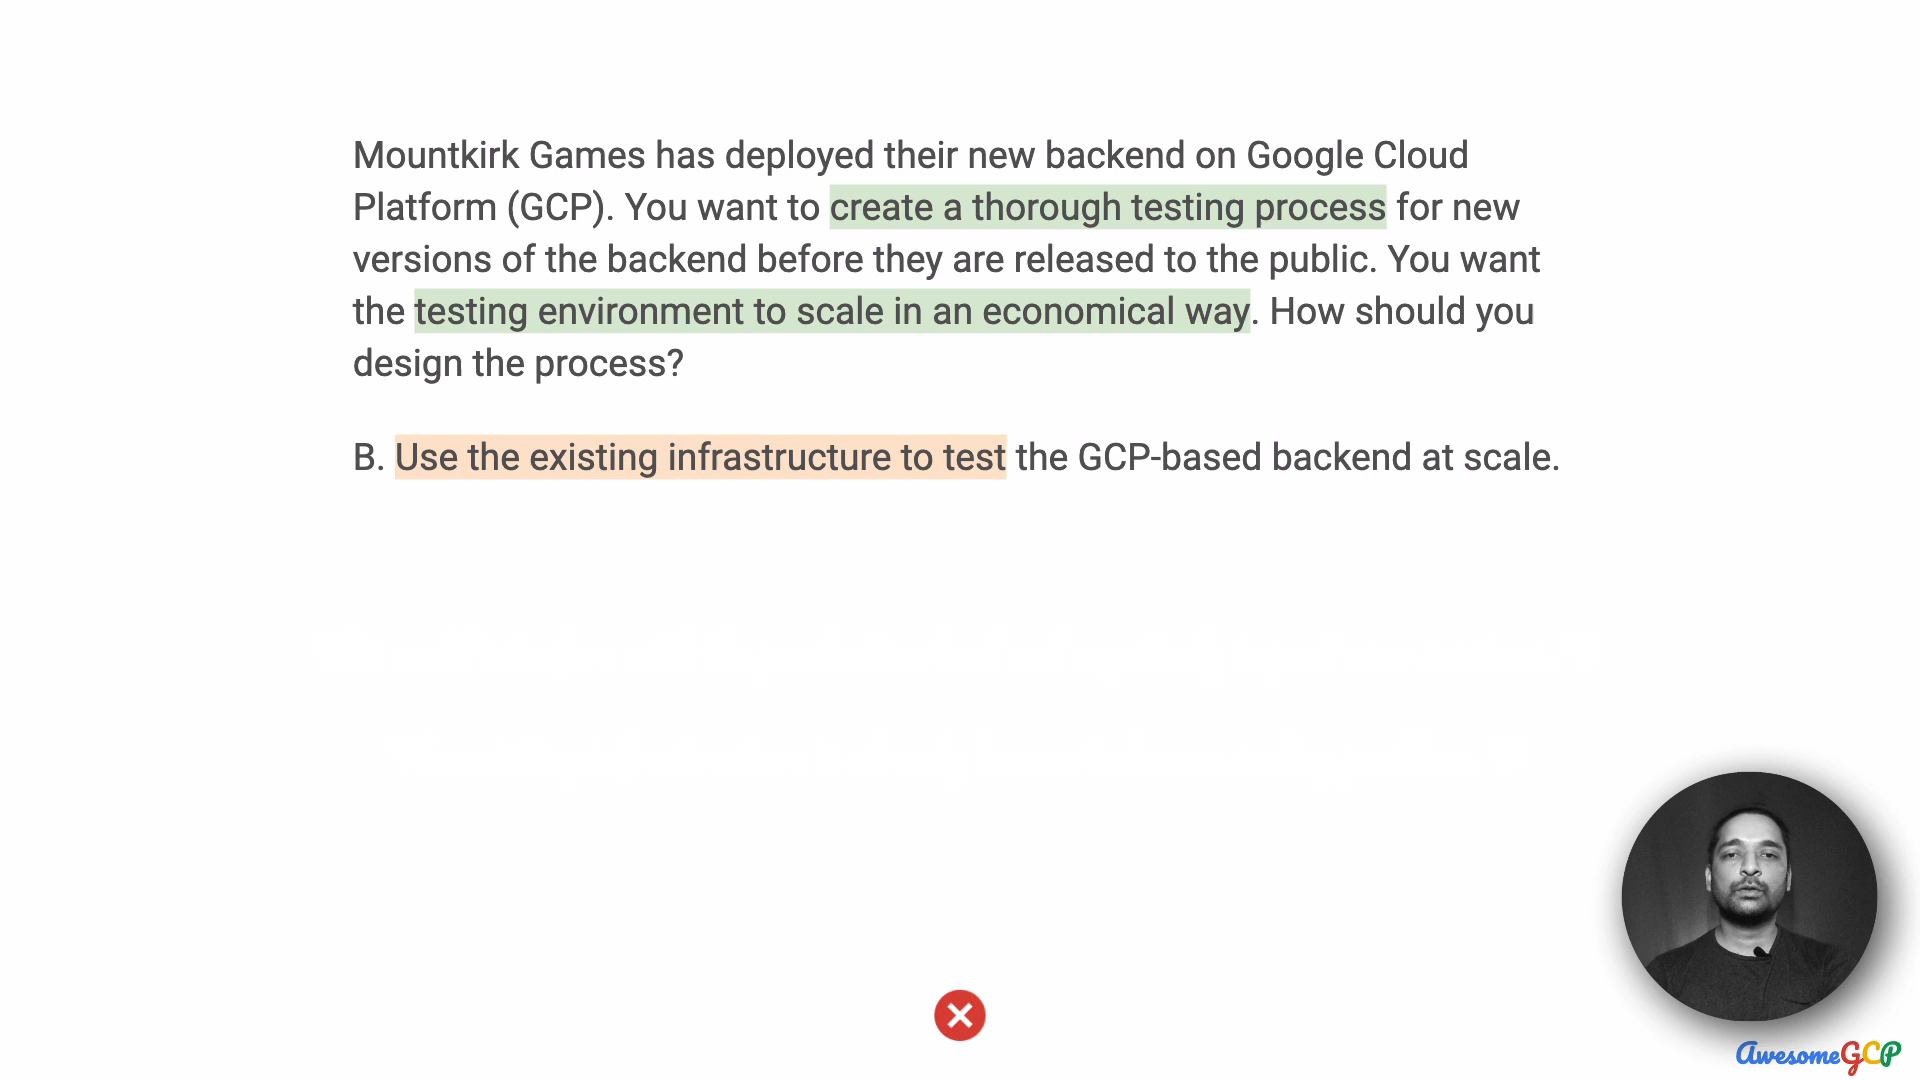 Mountkirk Games has deployed their new backend on Google Cloud
Platform (GCP). You want to create a thorough testing process for new
versions of the backend before they are released to the public. You want
the testing environment to scale in an economical way. How should you
design the process?
B. Use the existing infrastructure to test the GCP-based backend at scale.
AwesomeGCP